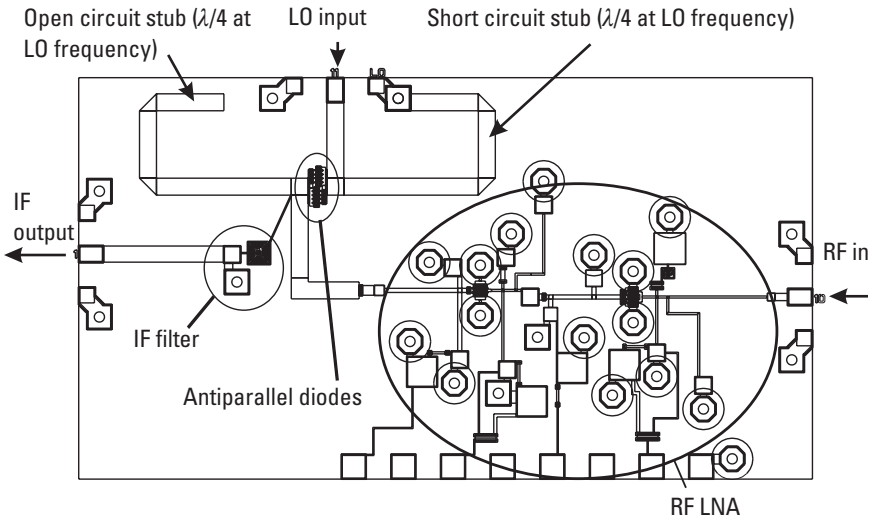 Open circuit stub (λ/4 at
LO frequency)
LO input
Short circuit stub (λ/4 at LO frequency)
IF
output
RF in
IF filter
Antiparallel diodes
RF LNA